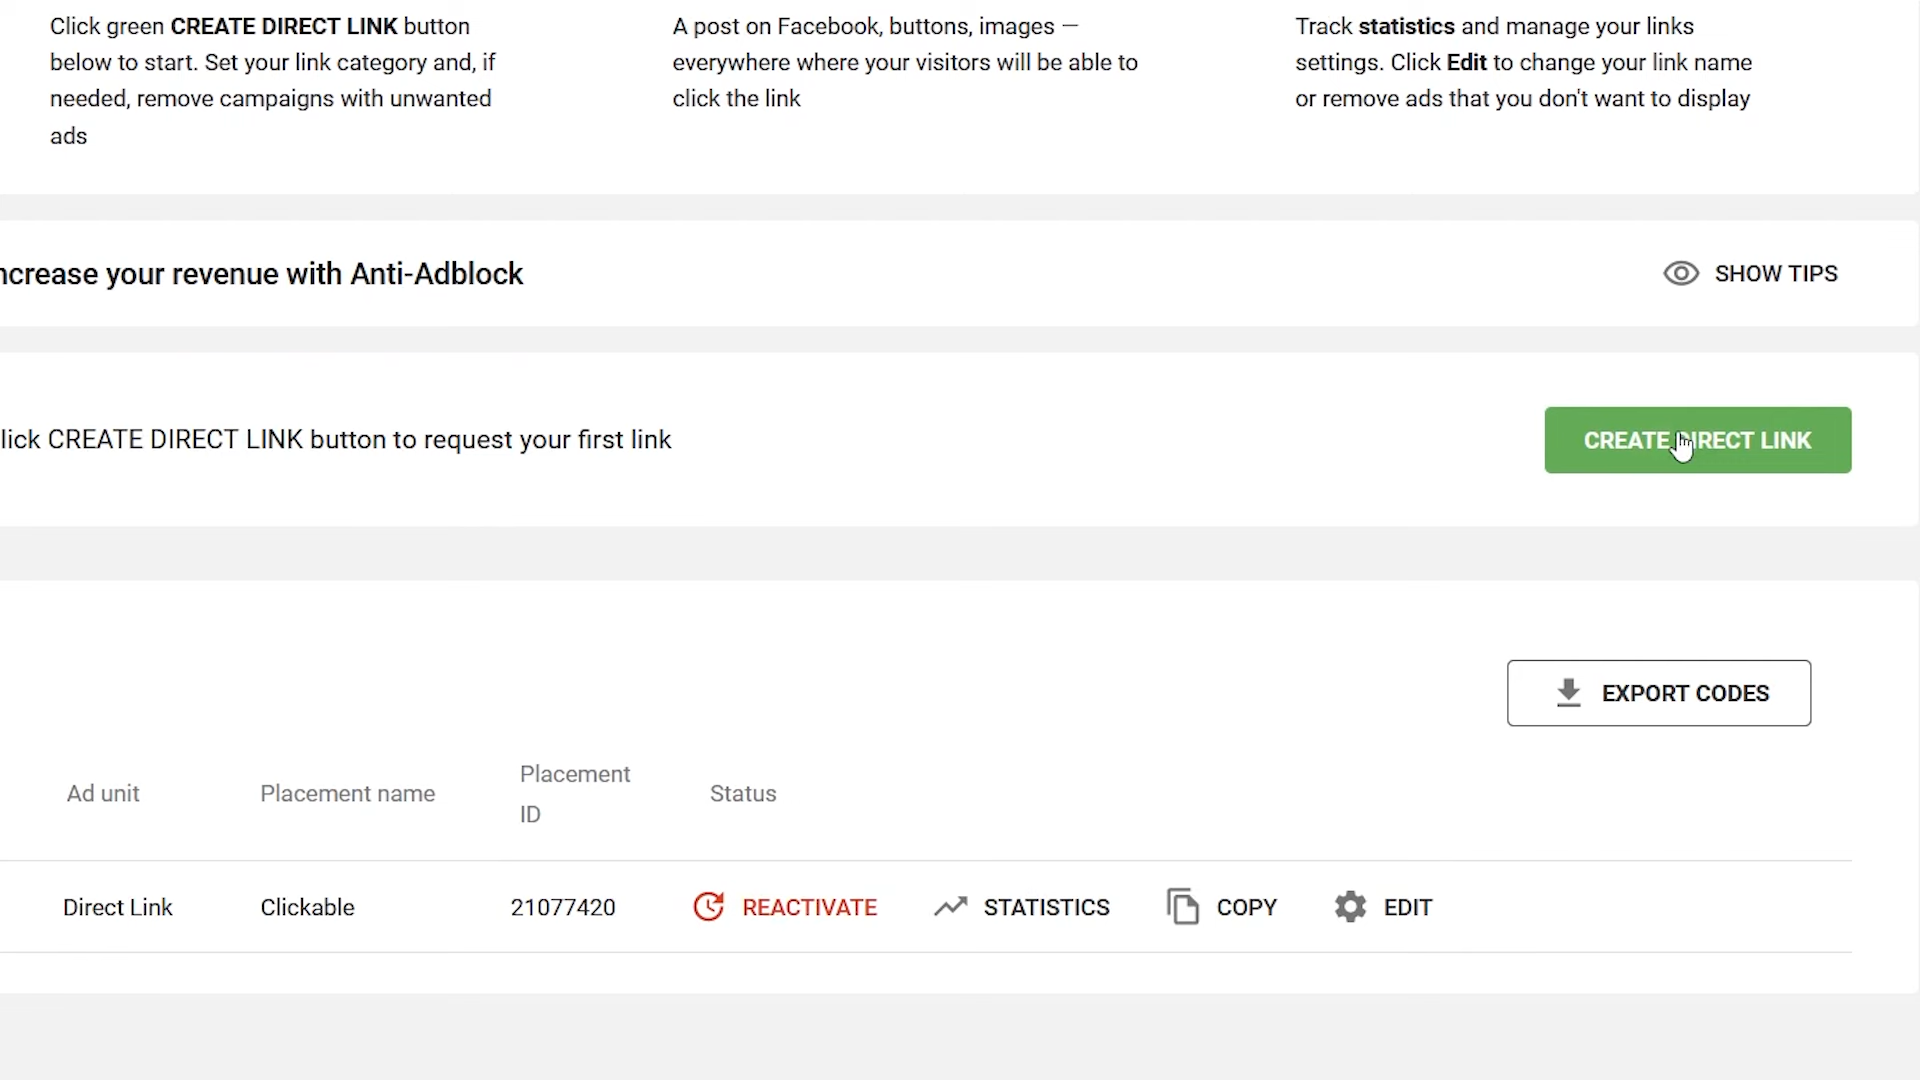 Click green CREATE DIRECT LINK button
below to start. Set your link category and, if
needed, remove campaigns with unwanted
ads
A post on Facebook, buttons, images —
everywhere where your visitors will be able to
click the link
Track statistics and manage your links
settings. Click Edit to change your link name
or remove ads that you don't want to display
ncrease your revenue with Anti-Adblock
SHOW TIPS
lick CREATE DIRECT LINK button to request your first link
CREATE DIRECT LINK
EXPORT CODES
Ad unit
Placement name
Placement
ID
Status
Direct Link
Clickable
21077420
REACTIVATE
STATISTICS
COPY
EDIT